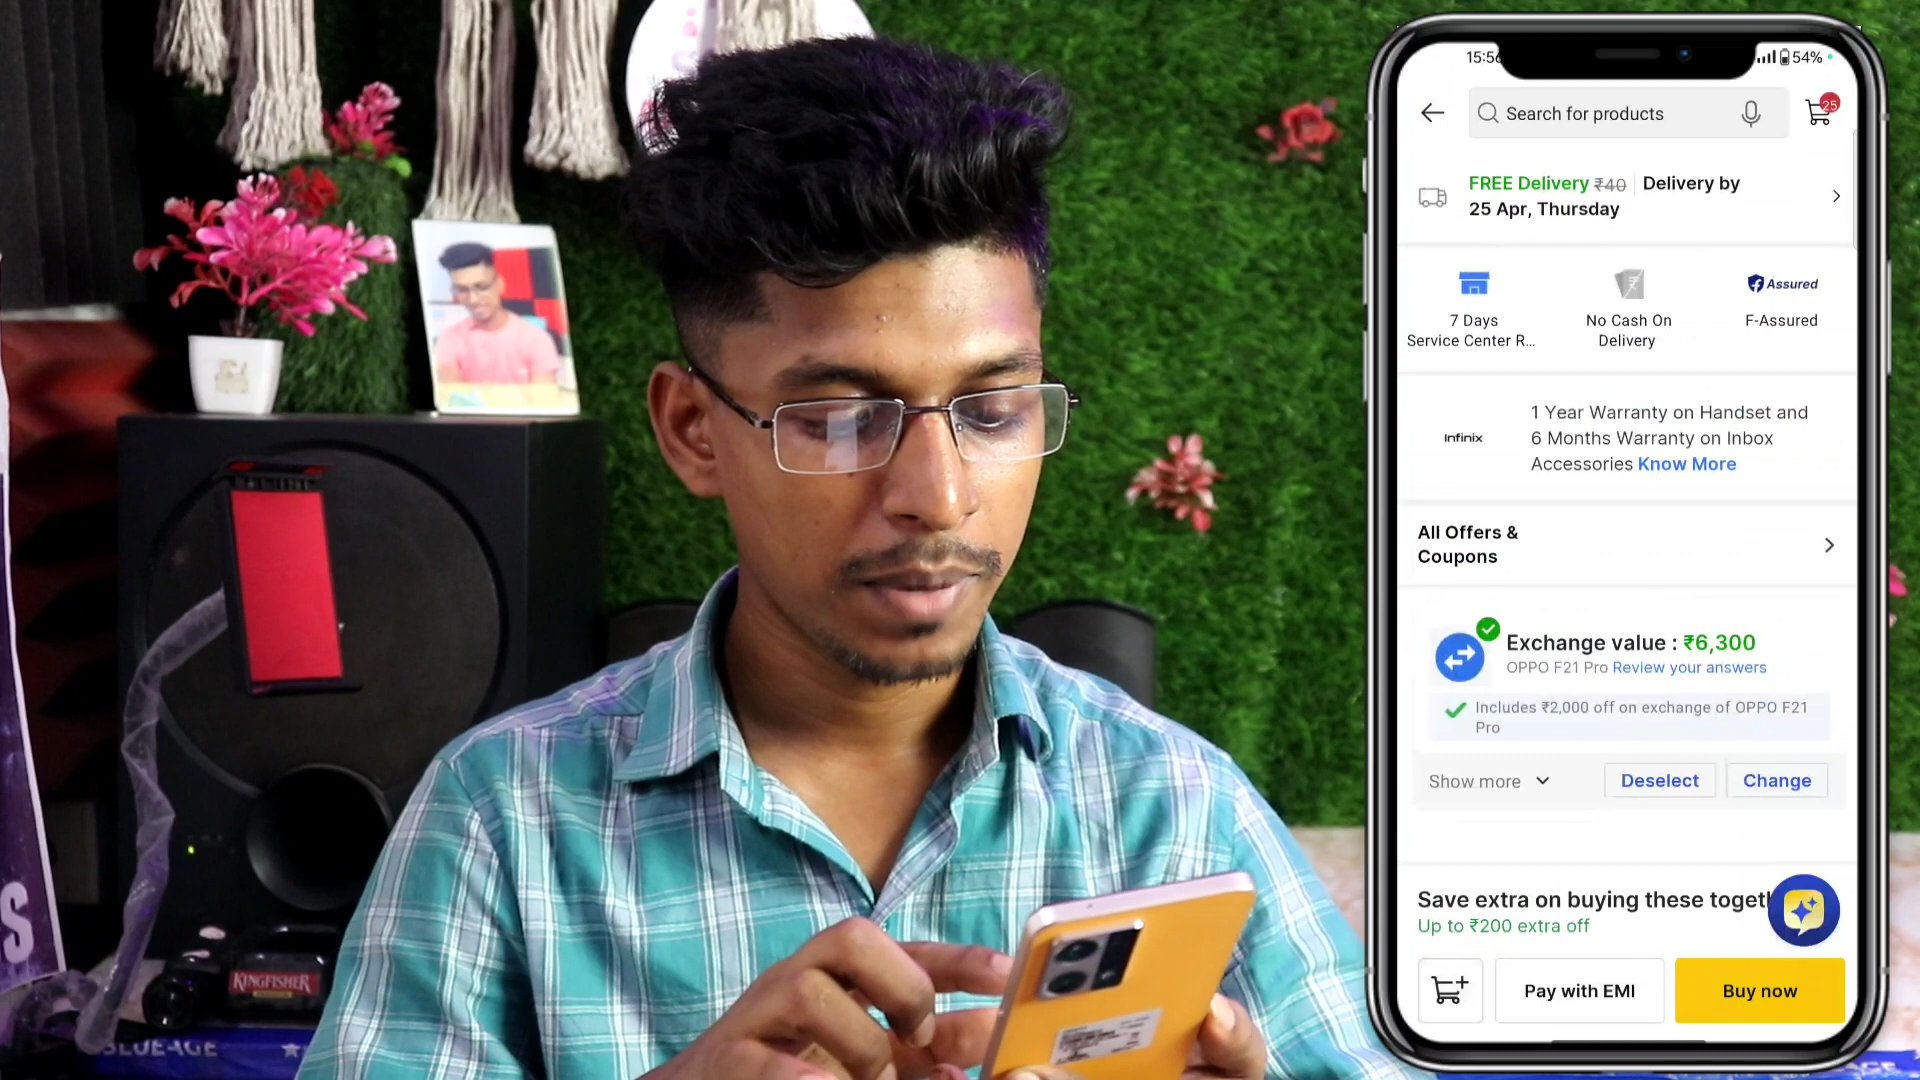 15:56
54%
Search for products
25
FREE Delivery ₹40 Delivery by
25 Apr, Thursday
7 Days
Service Center R...
No Cash On
Delivery
Assured
F-Assured
Infinix
1 Year Warranty on Handset and
6 Months Warranty on Inbox
Accessories Know More
All Offers &
Coupons
Exchange value : ₹6,300
OPPO F21 Pro Review your answers
Includes ₹2,000 off on exchange of OPPO F21
Pro
Show more
Deselect
Change
Save extra on buying these togeth
Up to ₹200 extra off
Pay with EMI
Buy now
KINGFISHER
BLUEAGE
S